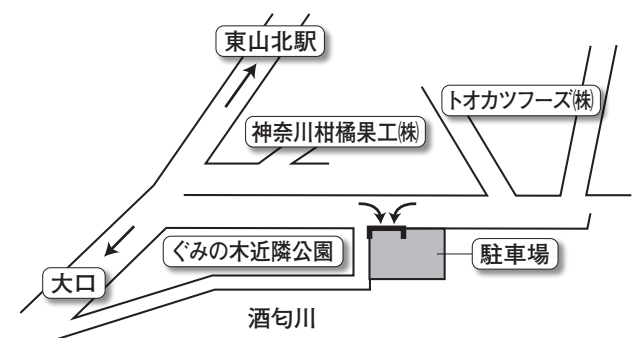 東山北駅
トオカツフーズ㈱
神奈川柑橘果工㈱
ぐみの木近隣公園
駐車場
大口
酒匂川